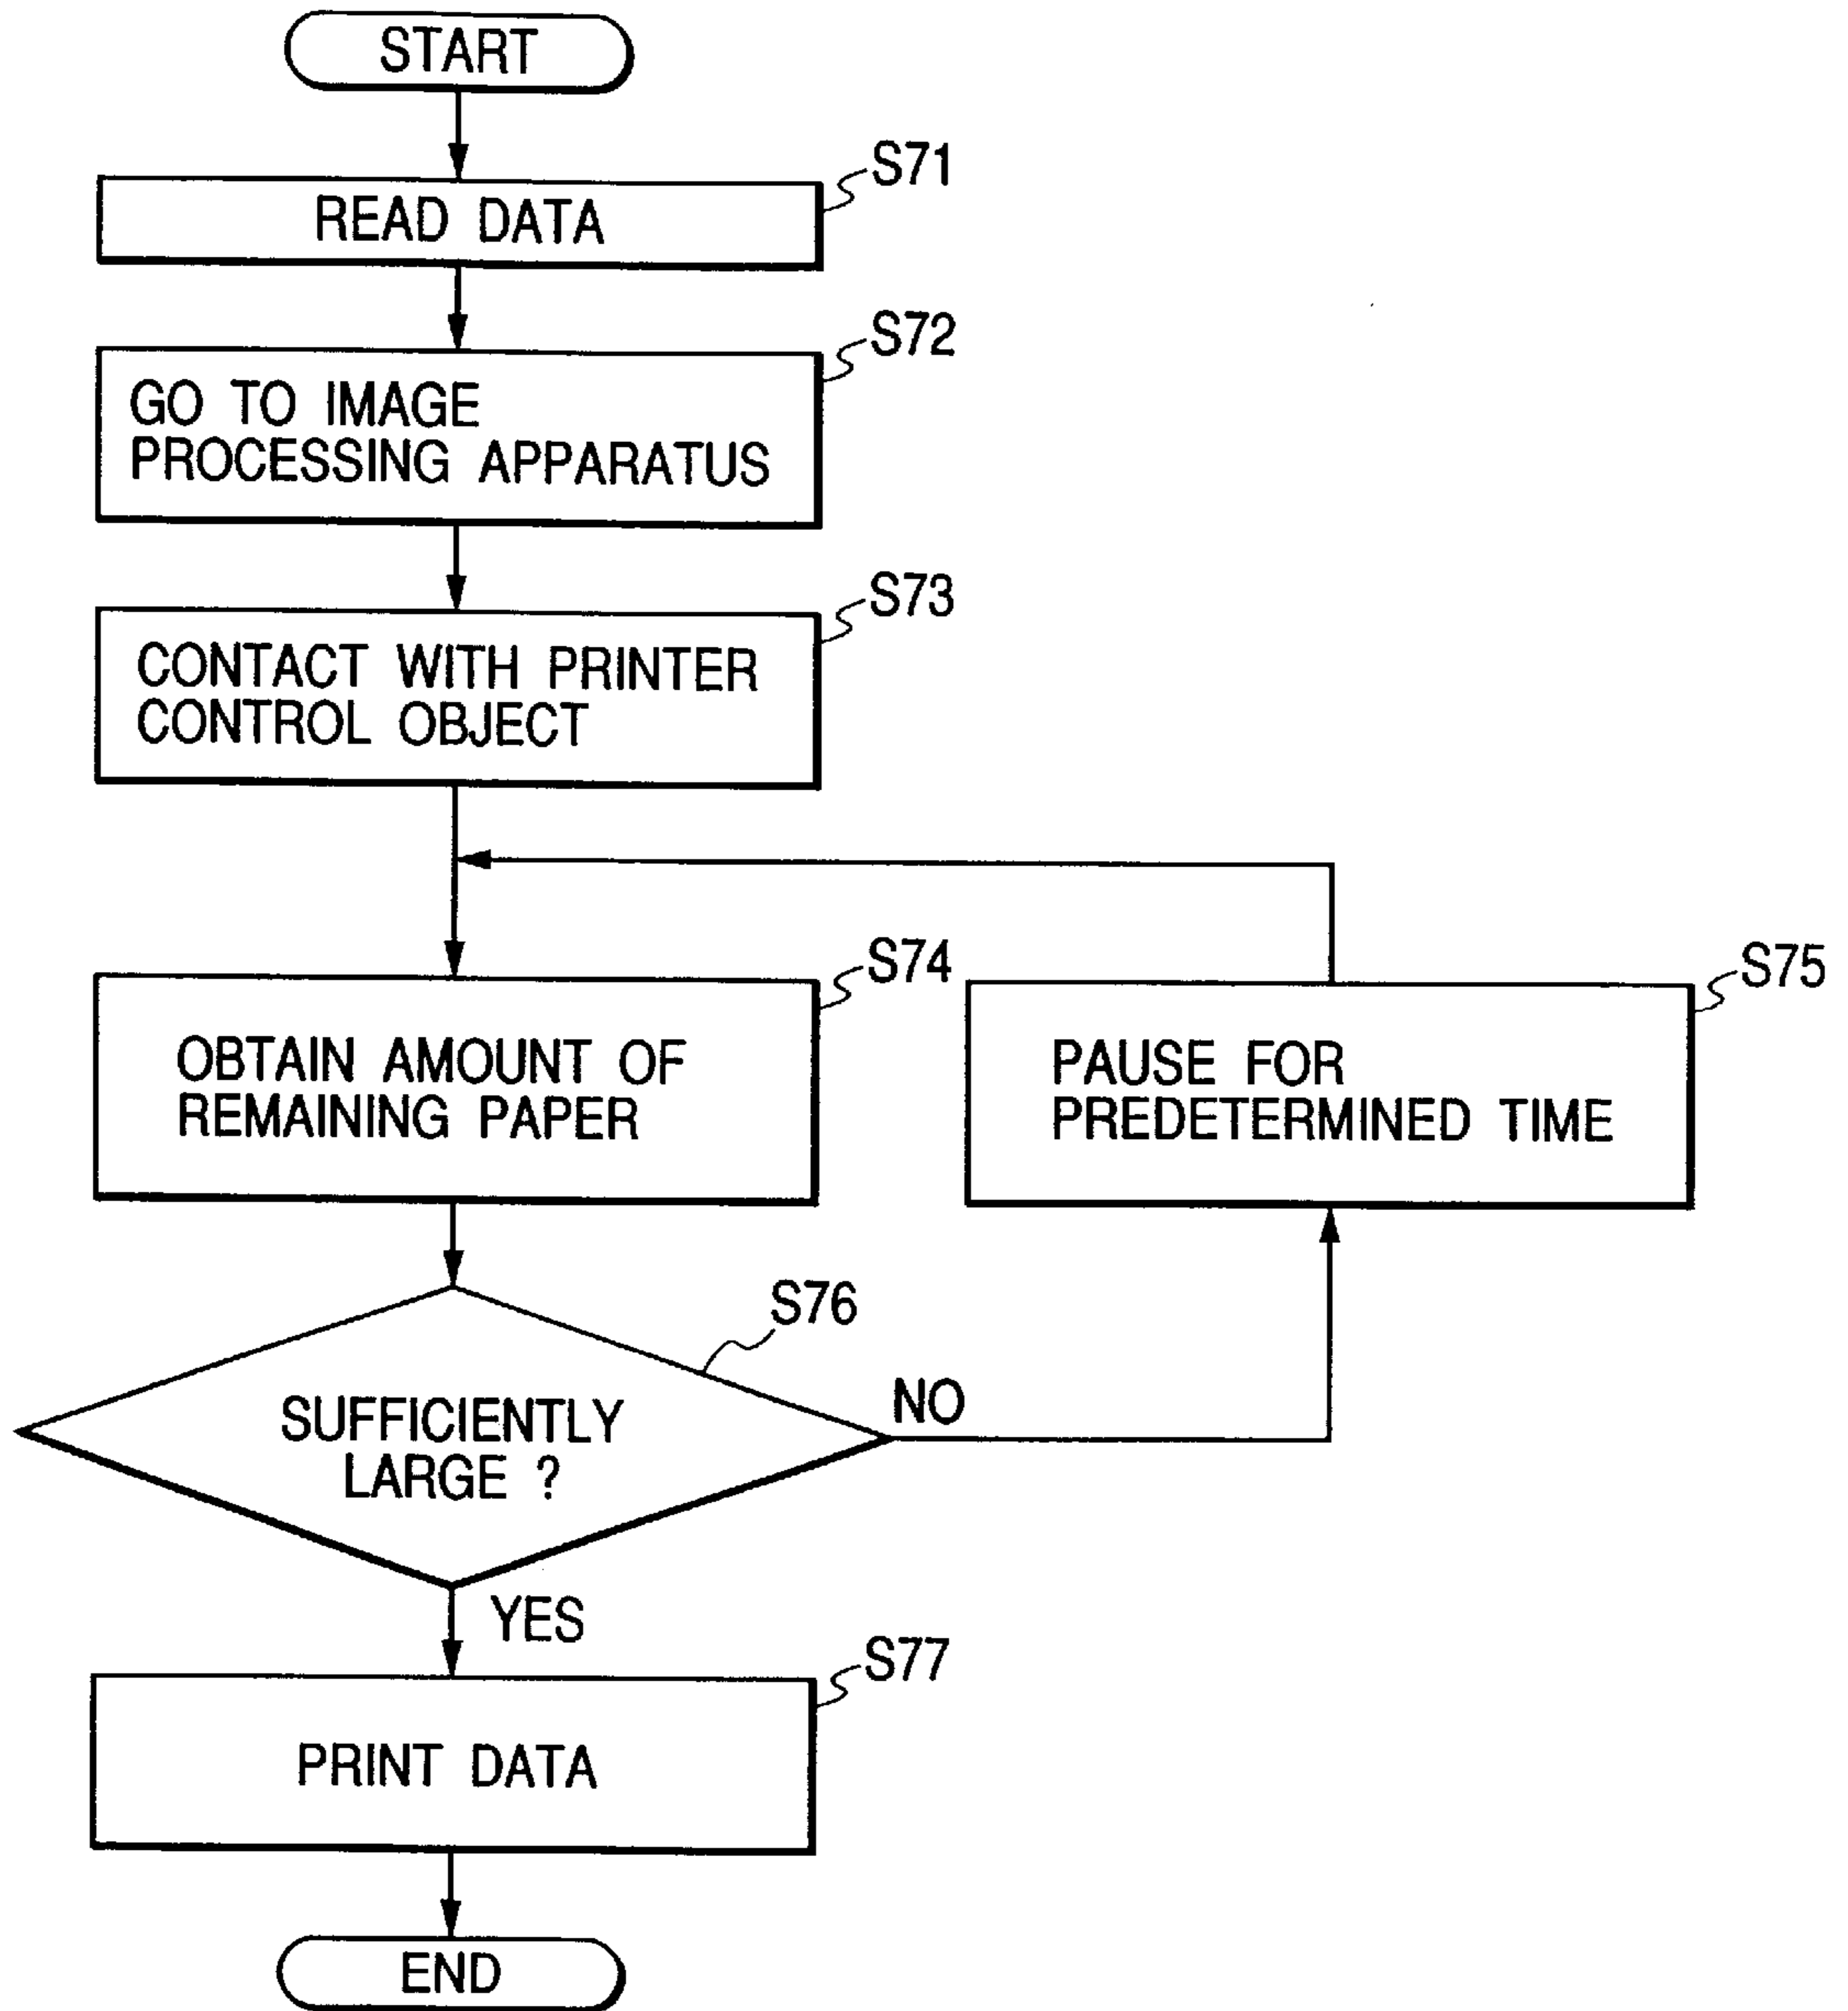 START
S71
READ DATA
S72
GO TO IMAGE
PROCESSING APPARATUS
S73
CONTACT WITH PRINTER
CONTROL OBJECT
S74
OBTAIN AMOUNT OF
REMAINING PAPER
S75
PAUSE FOR
PREDETERMINED TIME
S76
SUFFICIENTLY
LARGE ?
NO
YES
S77
PRINT DATA
END